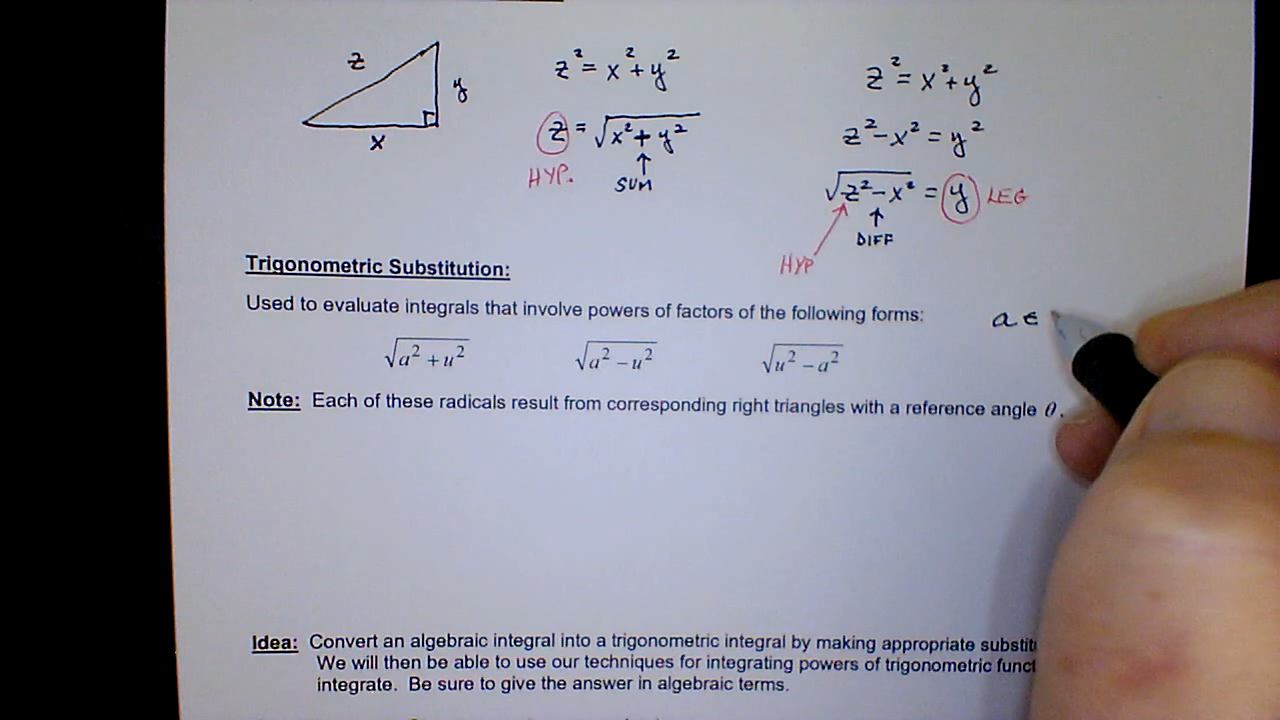 z
y
x
z² = x² + y²
z = √(x² + y²)
HYP.
↑
SUM
z² = x² + y²
z² - x² = y²
√(z² - x²) = y LEG
↑
DIFF
HYP
Trigonometric Substitution:
Used to evaluate integrals that involve powers of factors of the following forms:
a ∈
√(a² + u²) √(a² - u²) √(u² - a²)
Note: Each of these radicals result from corresponding right triangles with a reference angle θ.
Idea: Convert an algebraic integral into a trigonometric integral by making appropriate substit
We will then be able to use our techniques for integrating powers of trigonometric funct
integrate. Be sure to give the answer in algebraic terms.